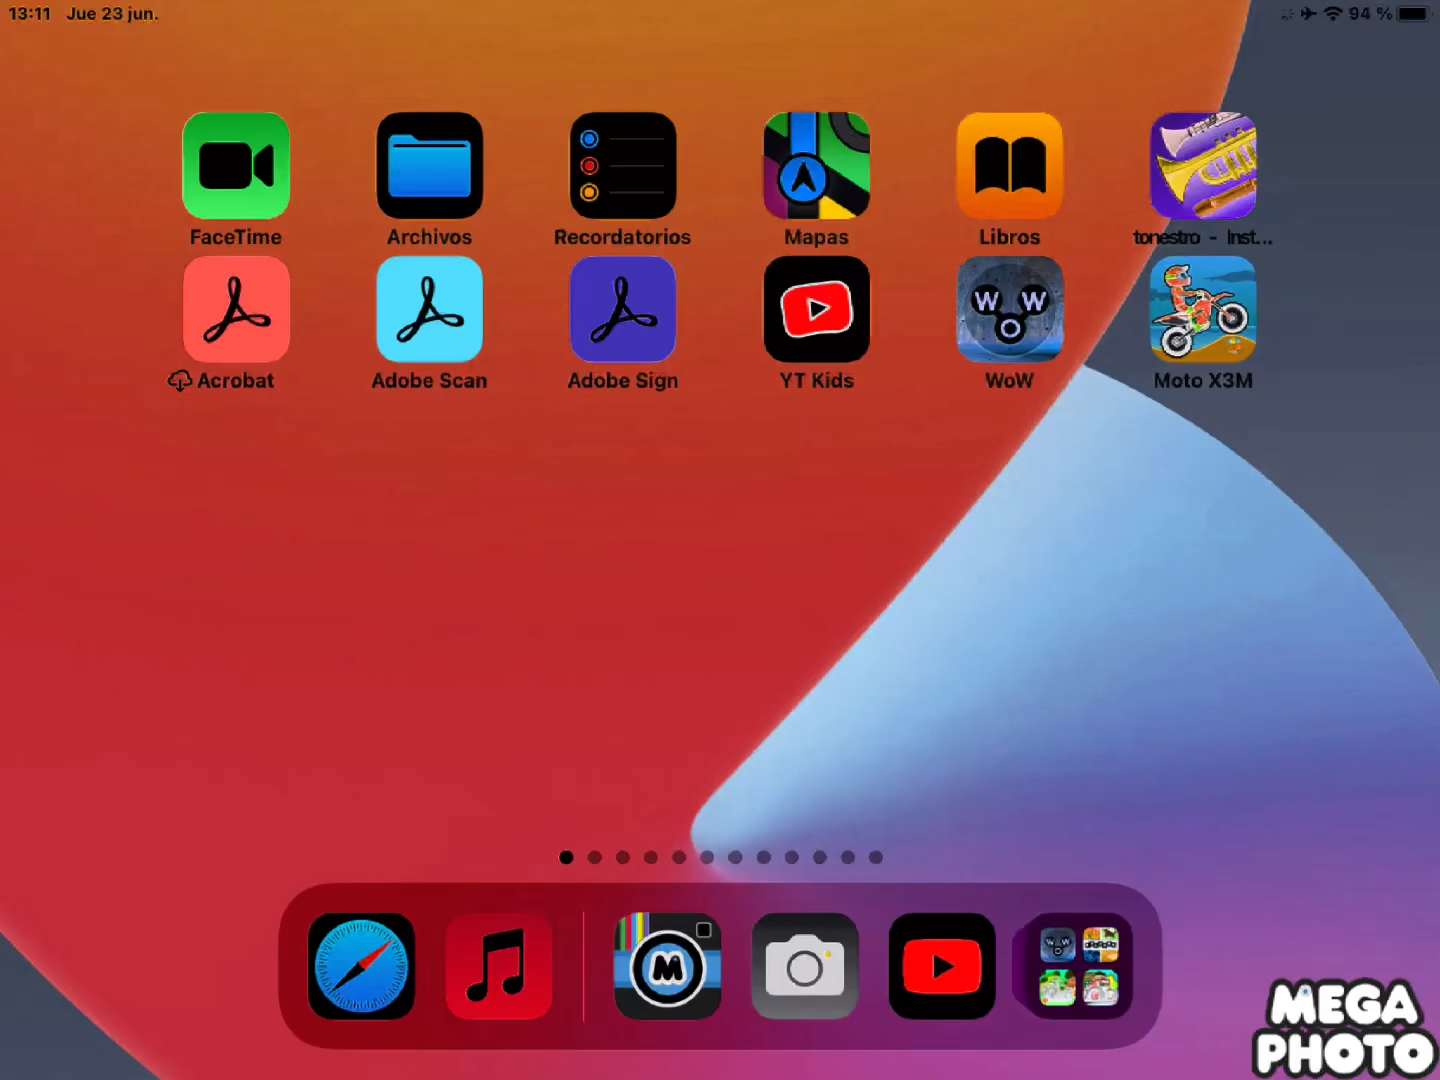 13:11 Jue 23 jun.
94 %
FaceTime
Archivos
Recordatorios
Mapas
Libros
tonestro - Inst...
Acrobat
Adobe Scan
Adobe Sign
W W O
YT Kids
WoW
Moto X3M
M
MEGA
PHOTO